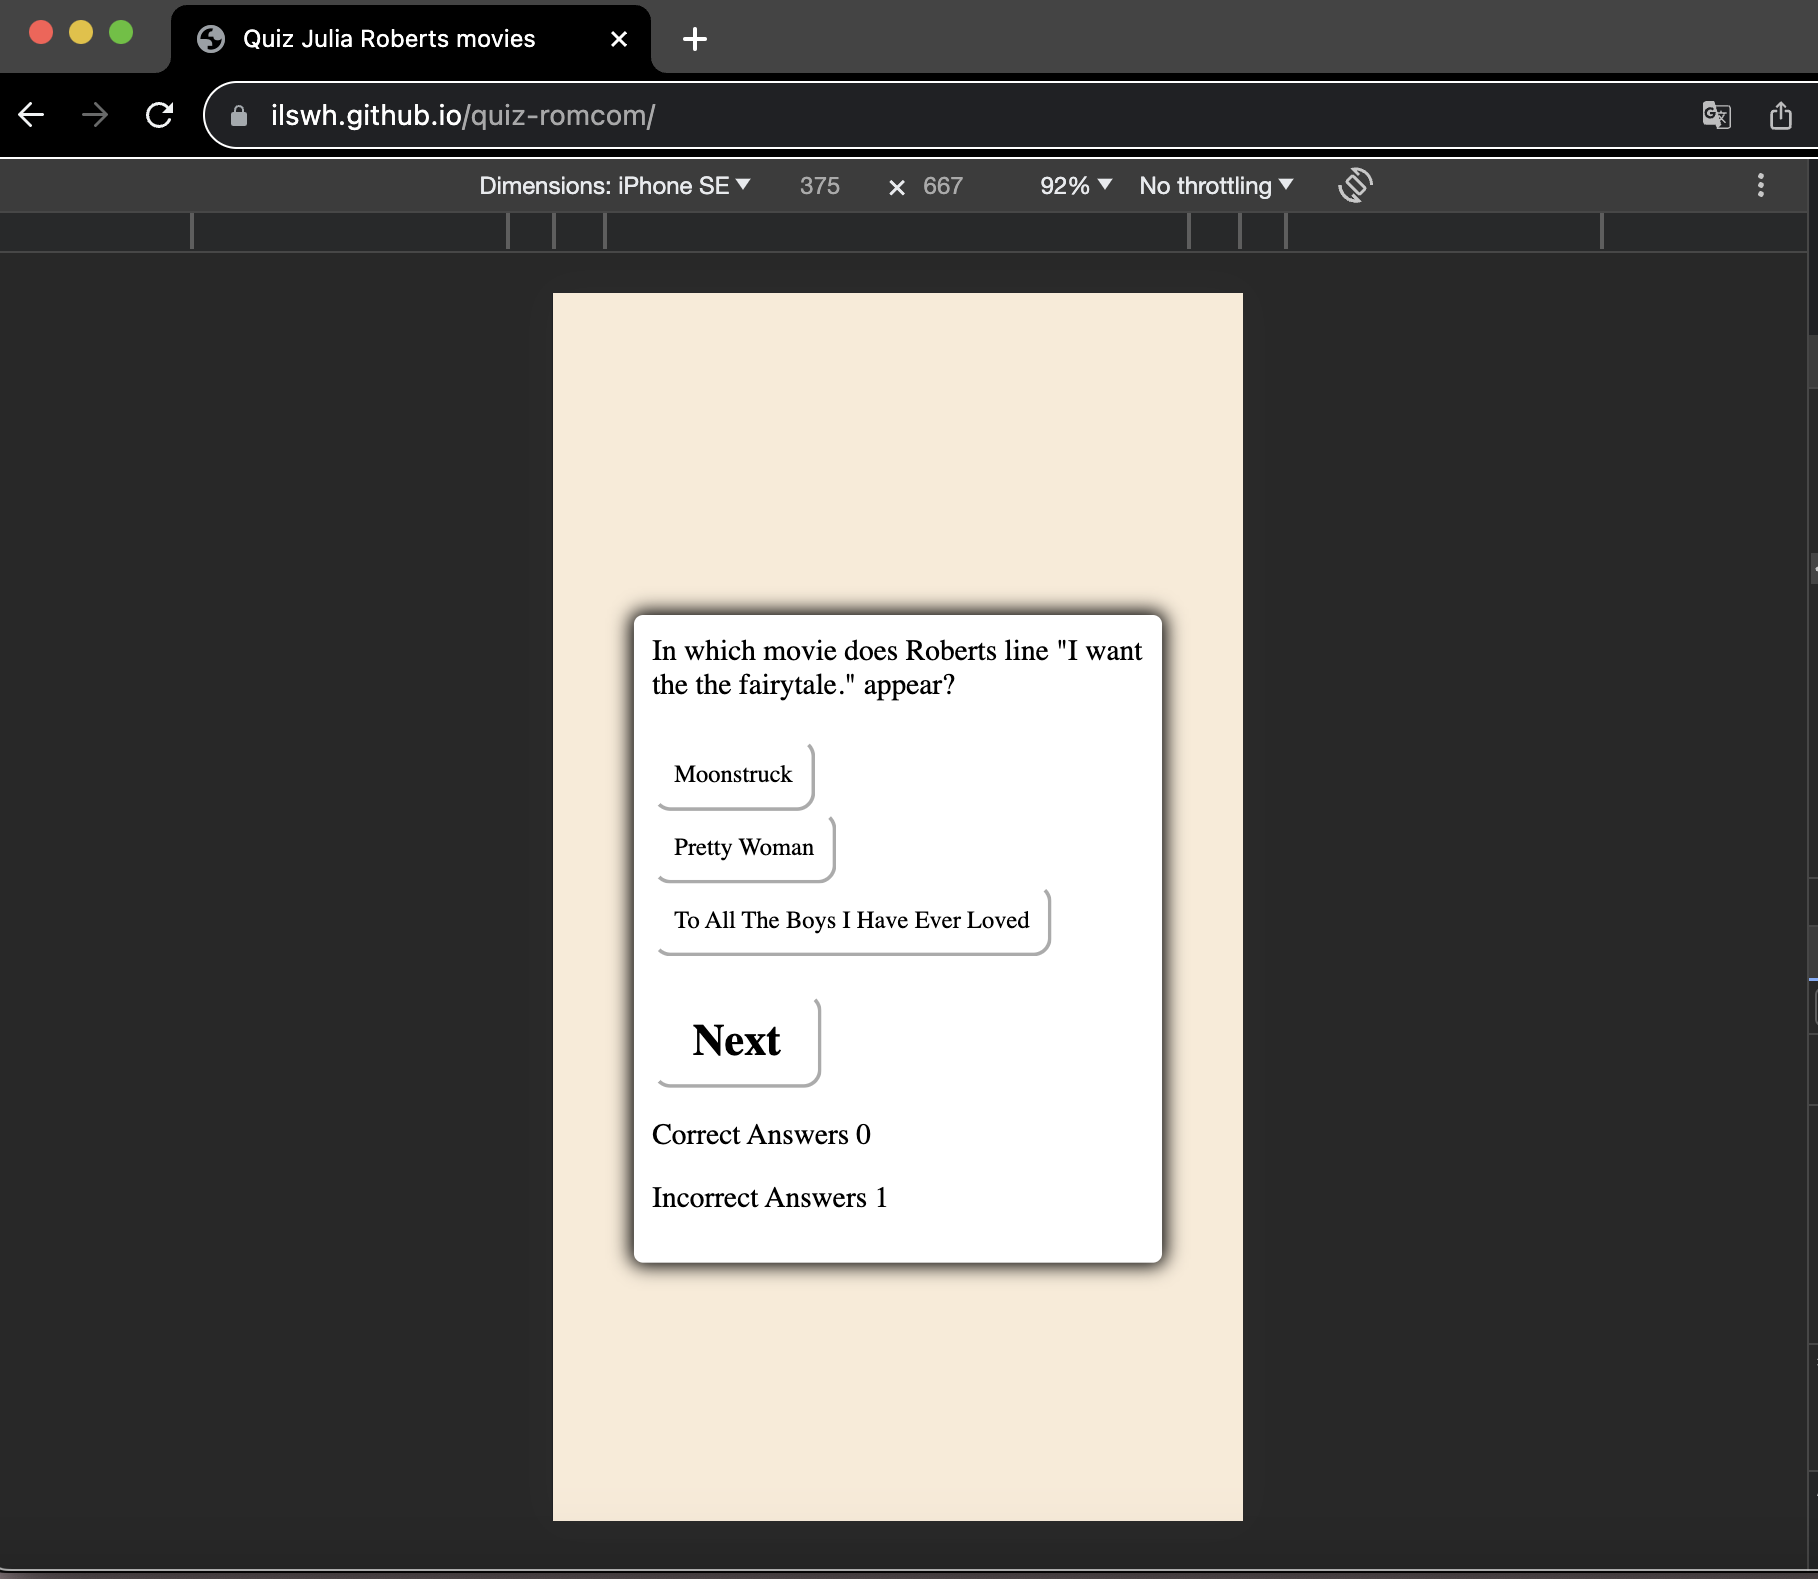 Quiz Julia Roberts movies
ilswh.github.io/quiz-romcom/
Dimensions: iPhone SE 375 × 667 92% No throttling
In which movie does Roberts line "I want
the the fairytale." appear?
Moonstruck
Pretty Woman
To All The Boys I Have Ever Loved
Next
Correct Answers 0
Incorrect Answers 1